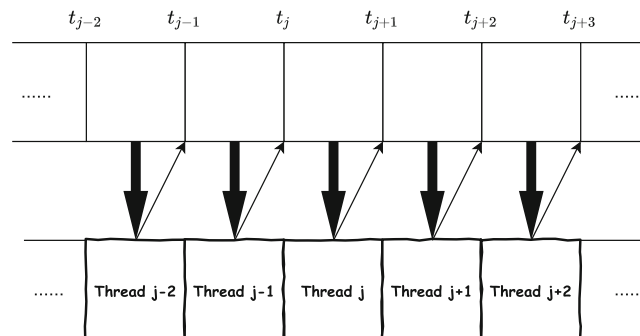 t_{j-2} t_{j-1} t_j t_{j+1} t_{j+2} t_{j+3}
...... ......
...... Thread j-2 Thread j-1 Thread j Thread j+1 Thread j+2 ......